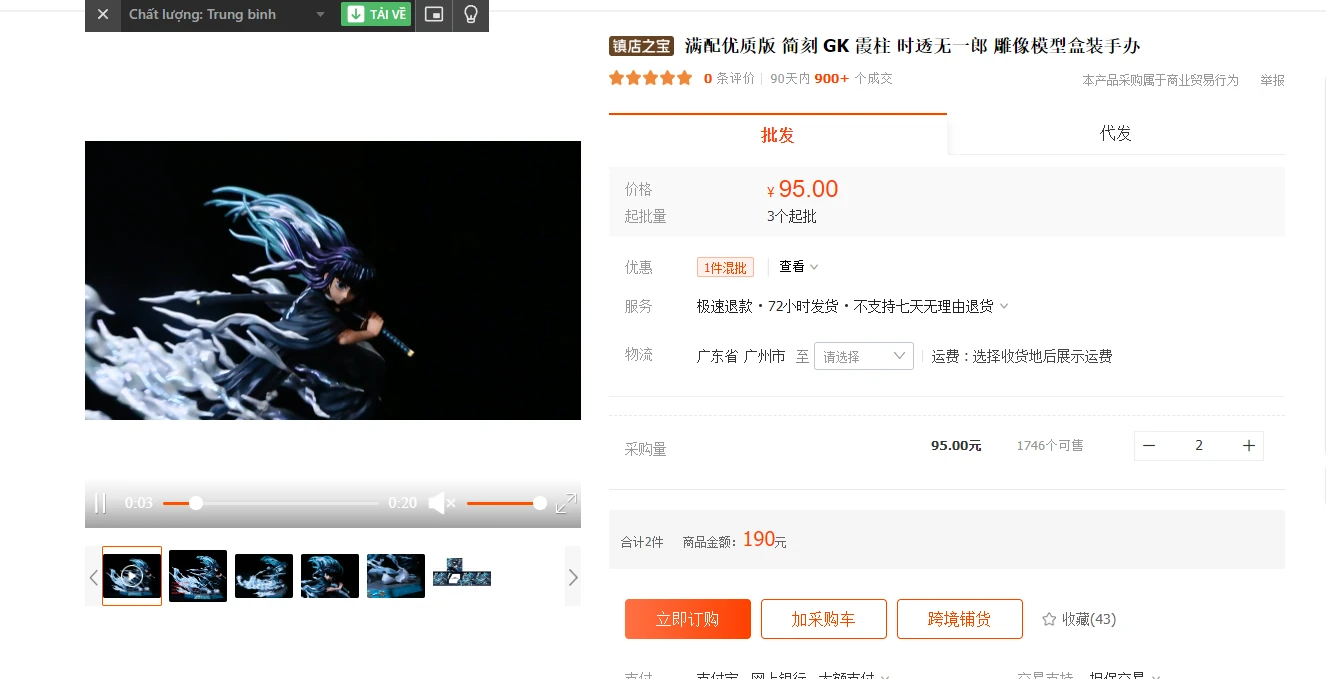 Chất lượng: Trung bình
TẢI VỀ
镇店之宝 满配优质版 简刻 GK 霞柱 时透无一郎 雕像模型盒装手办
0 条评价 90天内 900+ 个成交
本产品采购属于商业贸易行为 举报
批发
代发
价格
¥ 95.00
起批量
3个起批
优惠
1件混批
查看
服务
极速退款·72小时发货·不支持七天无理由退货
物流
广东省 广州市 至 请选择 运费：选择收货地后展示运费
采购量
95.00元
1746个可售
− 2 +
0:03
0:20
合计2件 商品金额：190元
立即订购
加采购车
跨境铺货
收藏(43)
支付
支付宝 网上银行 大额支付
交易支持
担保交易